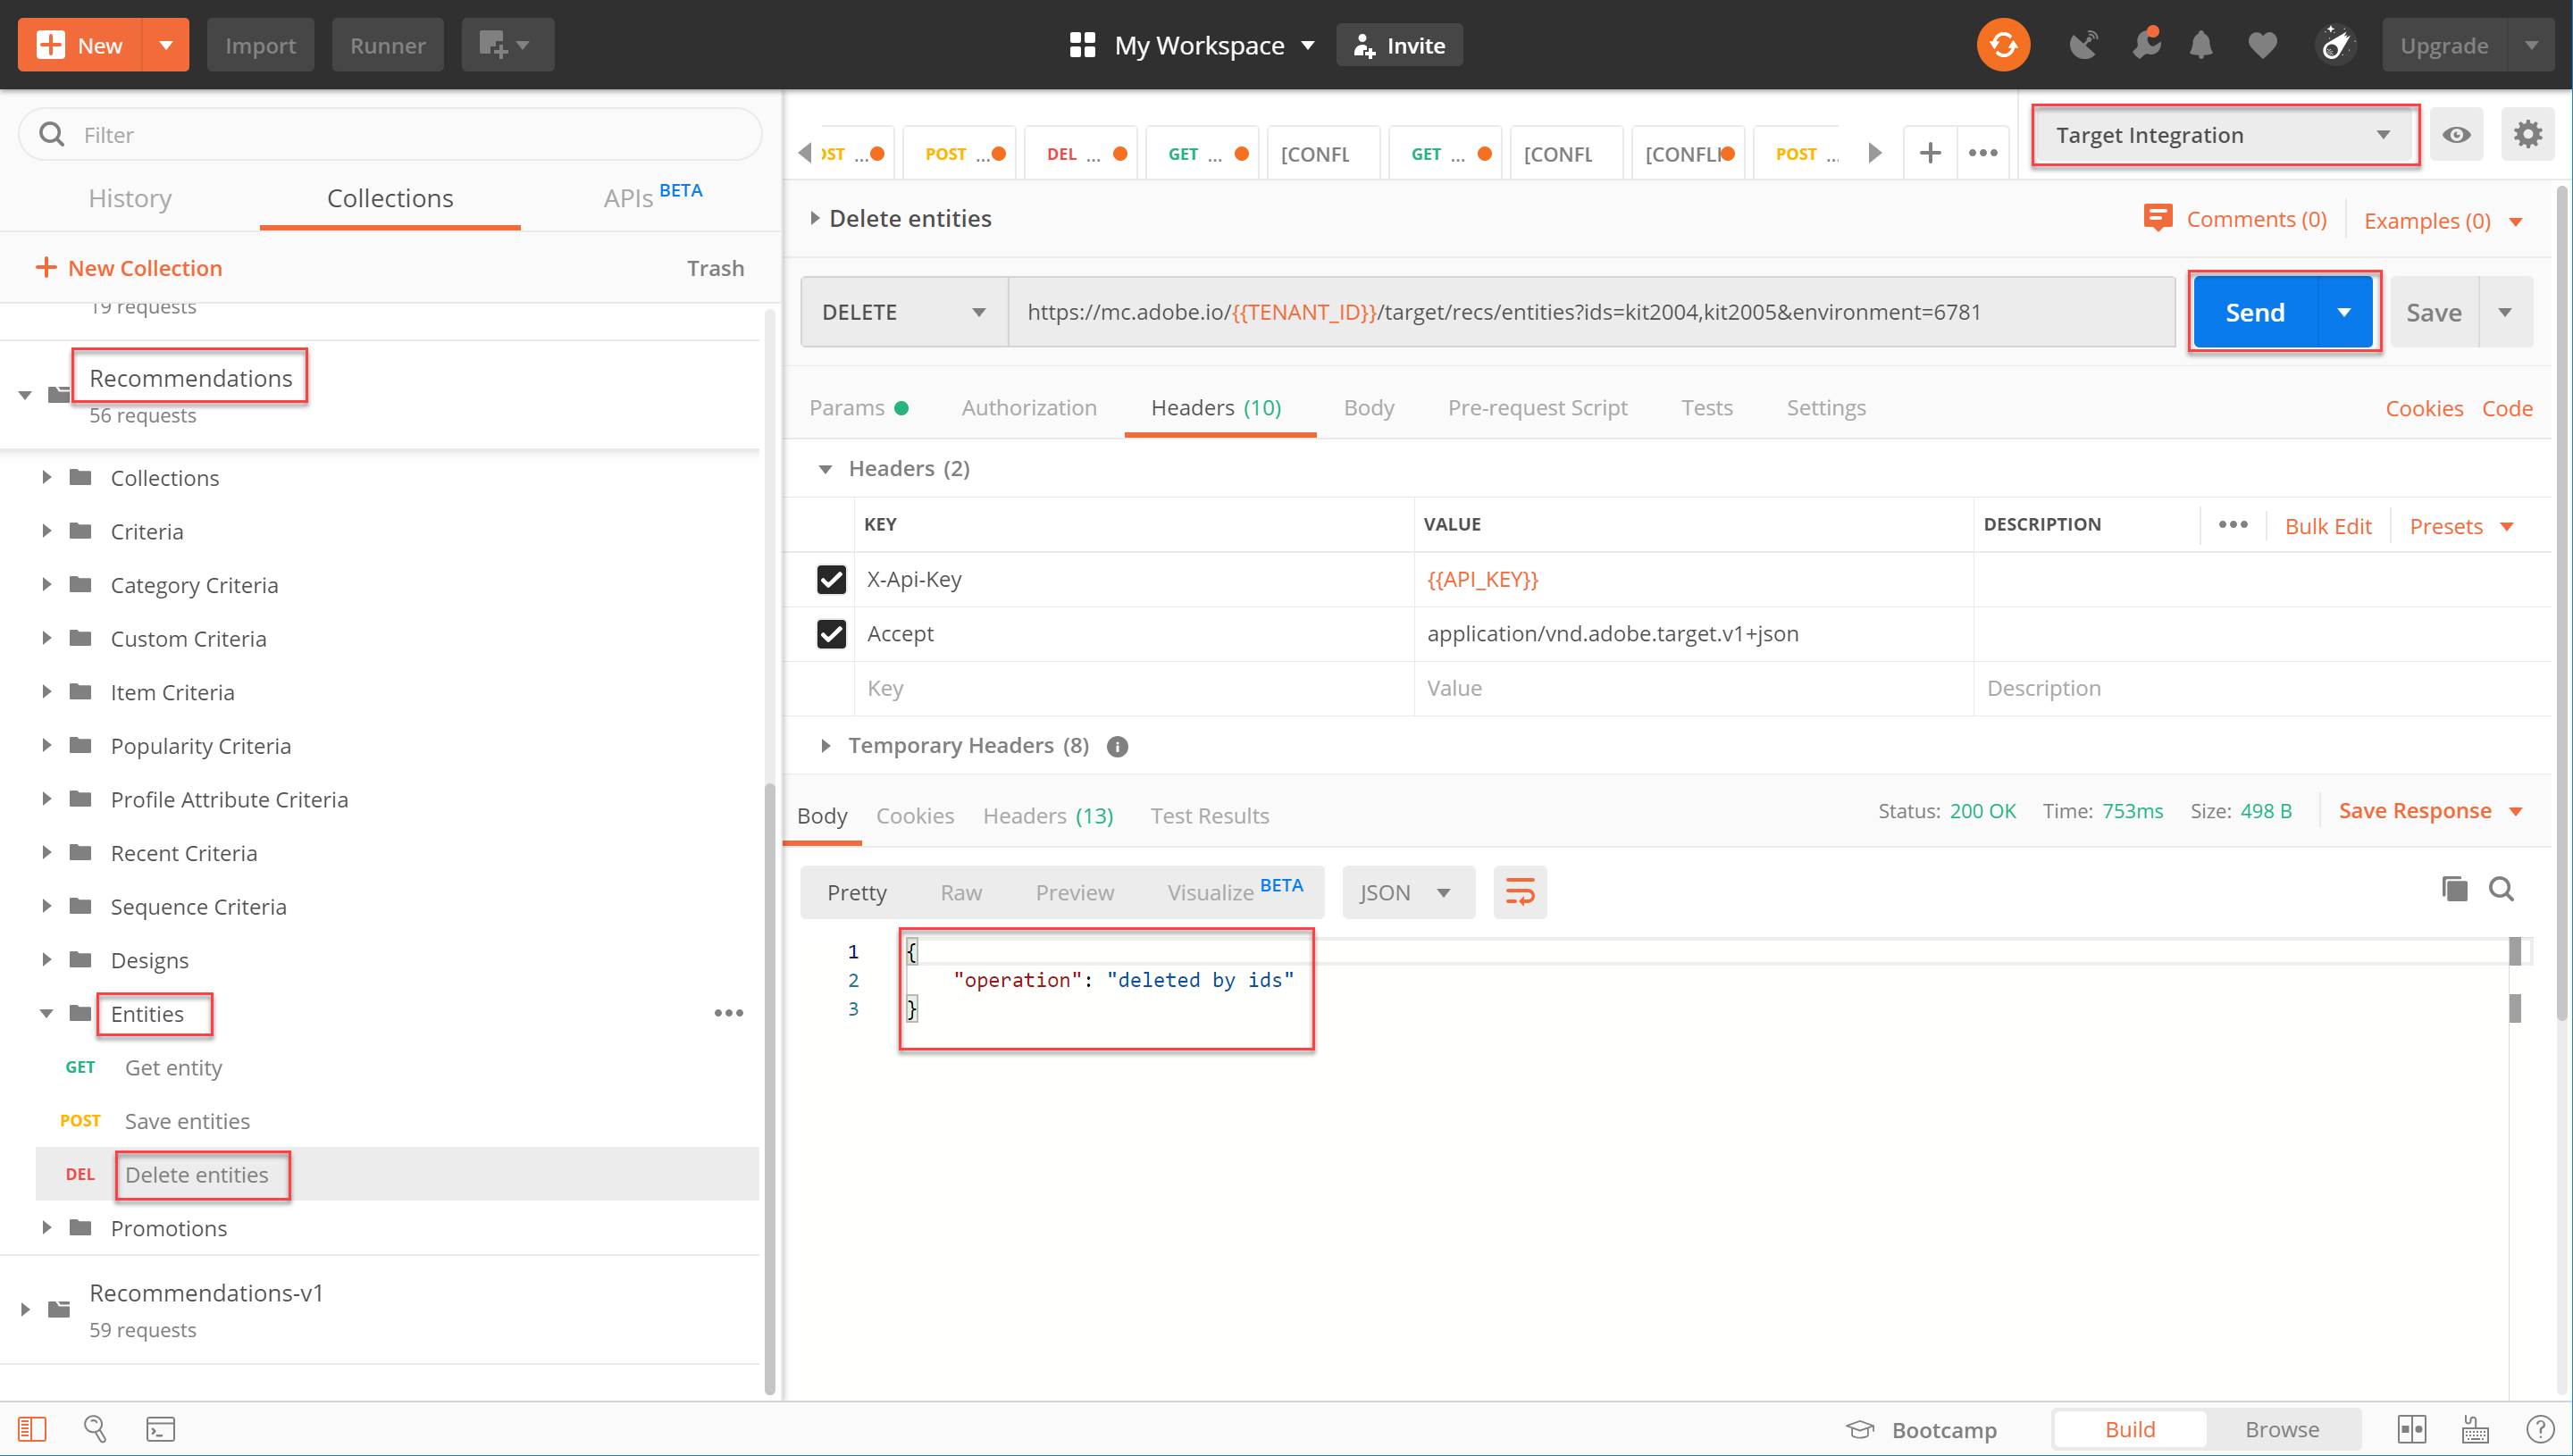 New
Import
Runner
My Workspace
Invite
Upgrade
Filter
History
Collections
APIs BETA
+ New Collection
Trash
19 requests
Recommendations
56 requests
Collections
Criteria
Category Criteria
Custom Criteria
Item Criteria
Popularity Criteria
Profile Attribute Criteria
Recent Criteria
Sequence Criteria
Designs
Entities
GET Get entity
POST Save entities
DEL Delete entities
Promotions
Recommendations-v1
59 requests
POST ...
DEL ...
GET ...
[CONFL
GET ...
[CONFL
[CONFLI
POST ...
Target Integration
Delete entities
Comments (0)
Examples (0)
DELETE
https://mc.adobe.io/{{TENANT_ID}}/target/recs/entities?ids=kit2004,kit2005&environment=6781
Send
Save
Params
Authorization
Headers (10)
Body
Pre-request Script
Tests
Settings
Cookies
Code
Headers (2)
KEY
VALUE
DESCRIPTION
Bulk Edit
Presets
X-Api-Key
{{API_KEY}}
Accept
application/vnd.adobe.target.v1+json
Key
Value
Description
Temporary Headers (8)
Body
Cookies
Headers (13)
Test Results
Status: 200 OK
Time: 753ms
Size: 498 B
Save Response
Pretty
Raw
Preview
Visualize BETA
JSON
1 {
2 "operation": "deleted by ids"
3 }
Bootcamp
Build
Browse